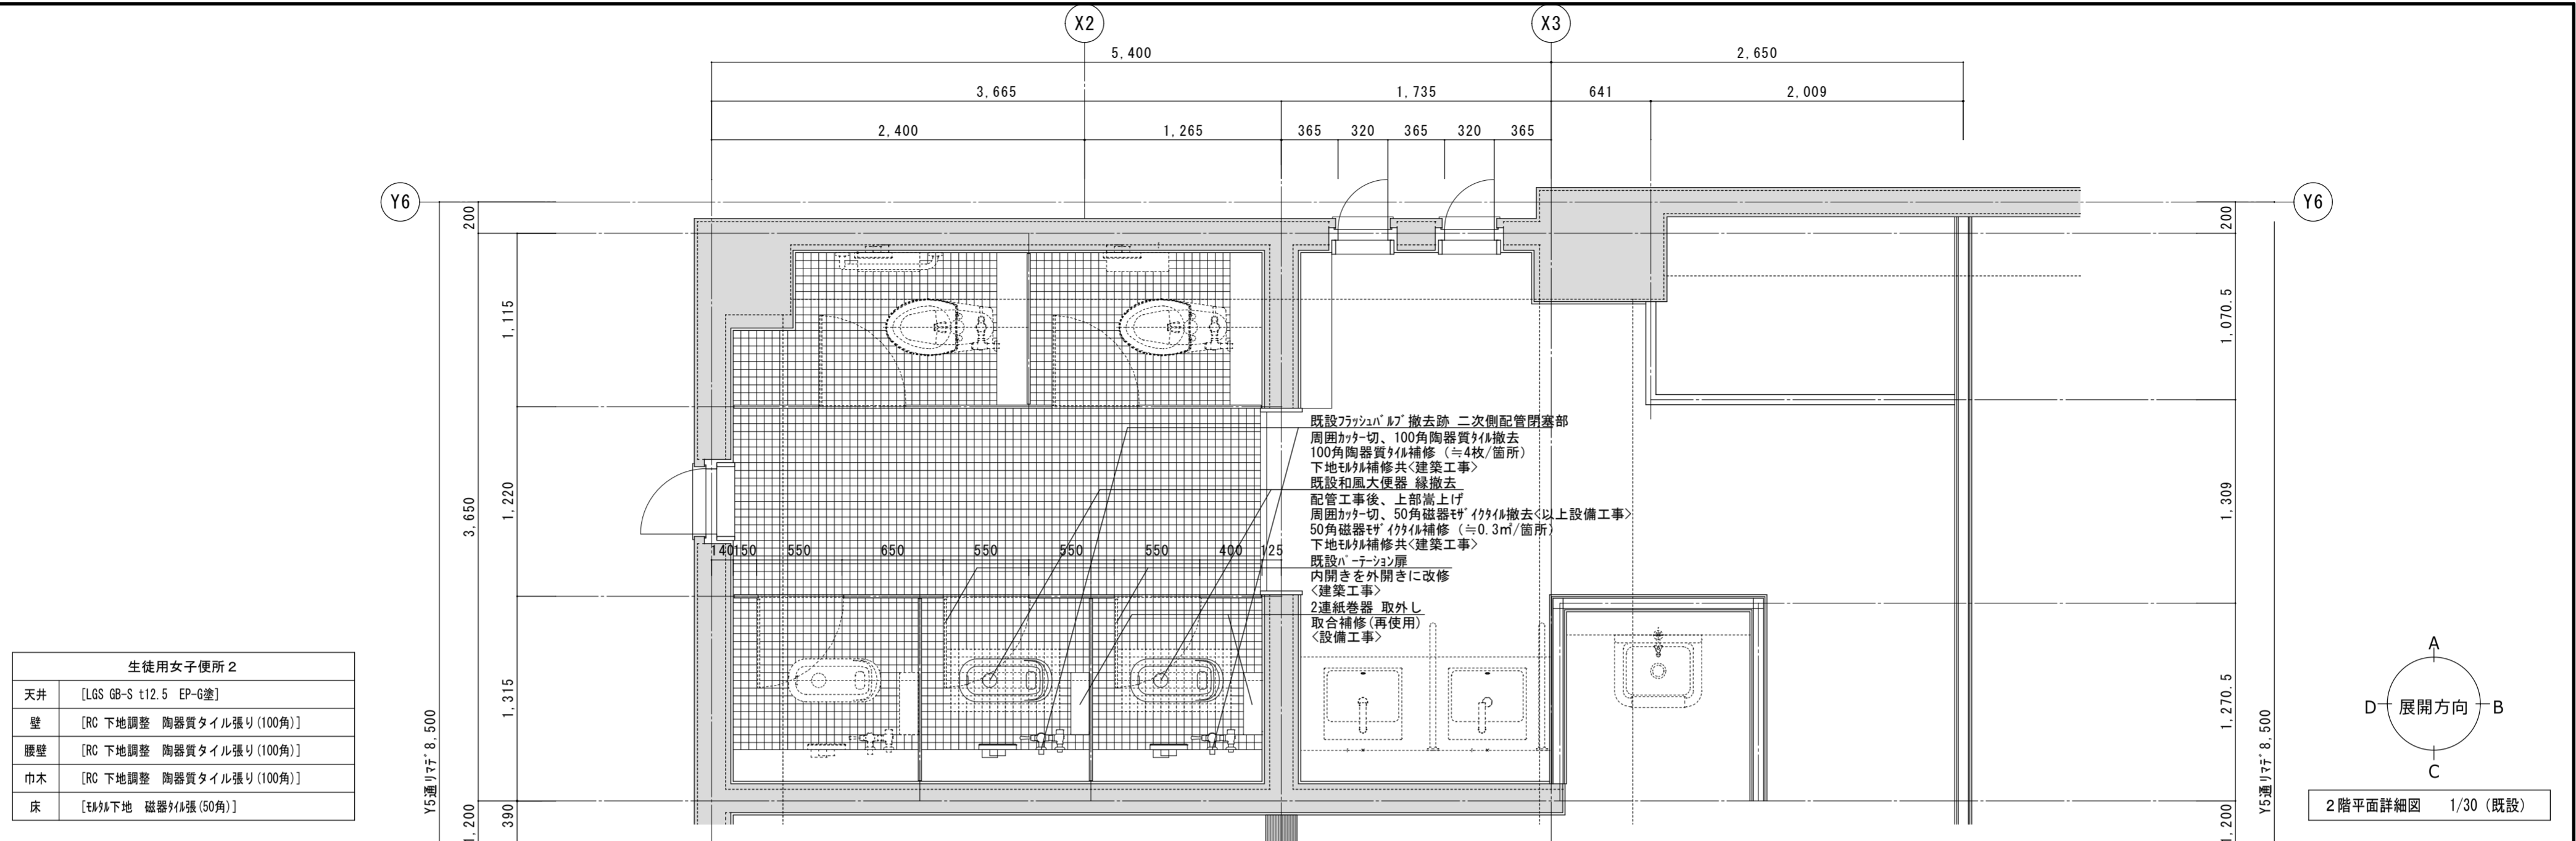 X2
X3
5,400
2,650
3,665
1,735
641
2,009
2,400
1,265
365
320
365
320
365
Y6
Y6
200
1,115
3,650
1,220
1,315
Y5通リマデ8,500
1,200
390
200
1,070.5
1,309
1,270.5
Y5通リマデ8,500
1,200
140
150
550
650
550
550
550
400
125
既設フラッシュバルブ撤去跡 二次側配管閉塞部
周囲カッター切、100角陶器質タイル撤去
100角陶器質タイル補修 (≒4枚/箇所)
下地モルタル補修共<建築工事>
既設和風大便器 縁撤去
配管工事後、上部嵩上げ
周囲カッター切、50角磁器モザイクタイル撤去<以上設備工事>
50角磁器モザイクタイル補修 (≒0.3㎡/箇所)
下地モルタル補修共<建築工事>
既設パーテーション扉
内開きを外開きに改修
<建築工事>
2連紙巻器 取外し
取合補修(再使用)
<設備工事>
生徒用女子便所2
天井 [LGS GB-S t12.5 EP-G塗]
壁 [RC 下地調整 陶器質タイル張り(100角)]
腰壁 [RC 下地調整 陶器質タイル張り(100角)]
巾木 [RC 下地調整 陶器質タイル張り(100角)]
床 [モルタル下地 磁器タイル張(50角)]
A
D 展開方向 B
C
2階平面詳細図 1/30 (既設)